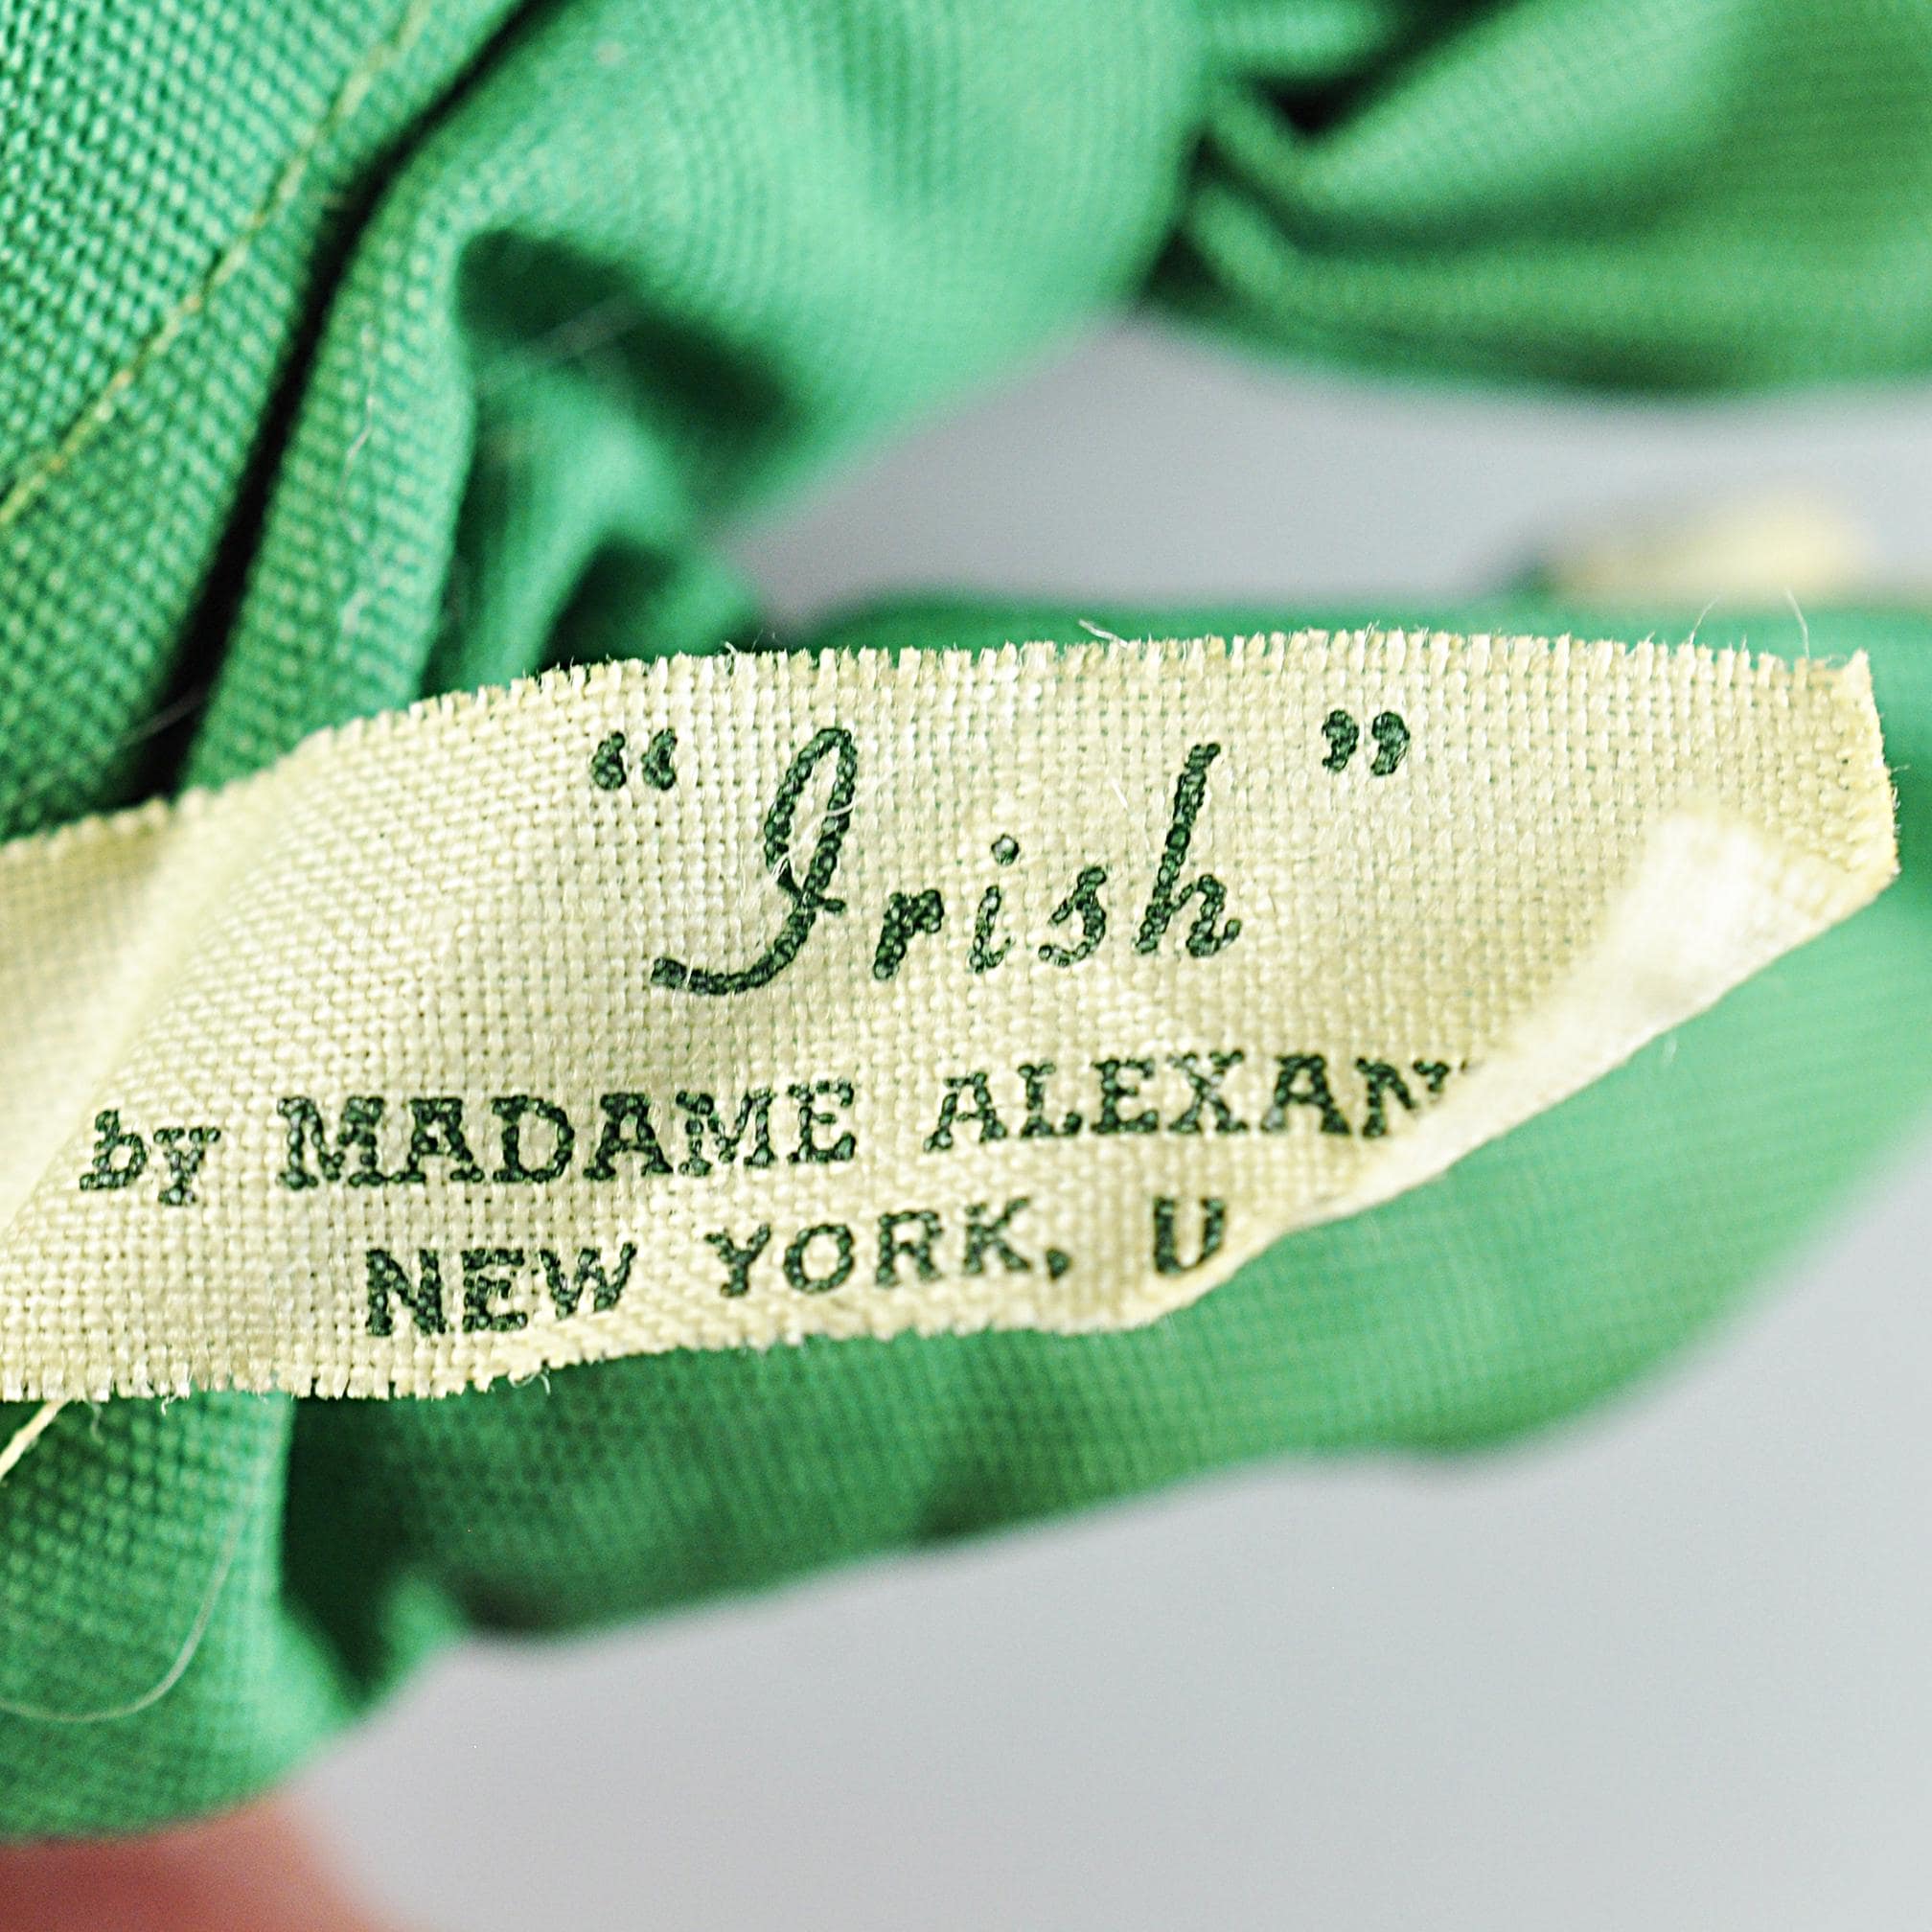 “Irish”
by MADAME ALEXAN
NEW YORK, U